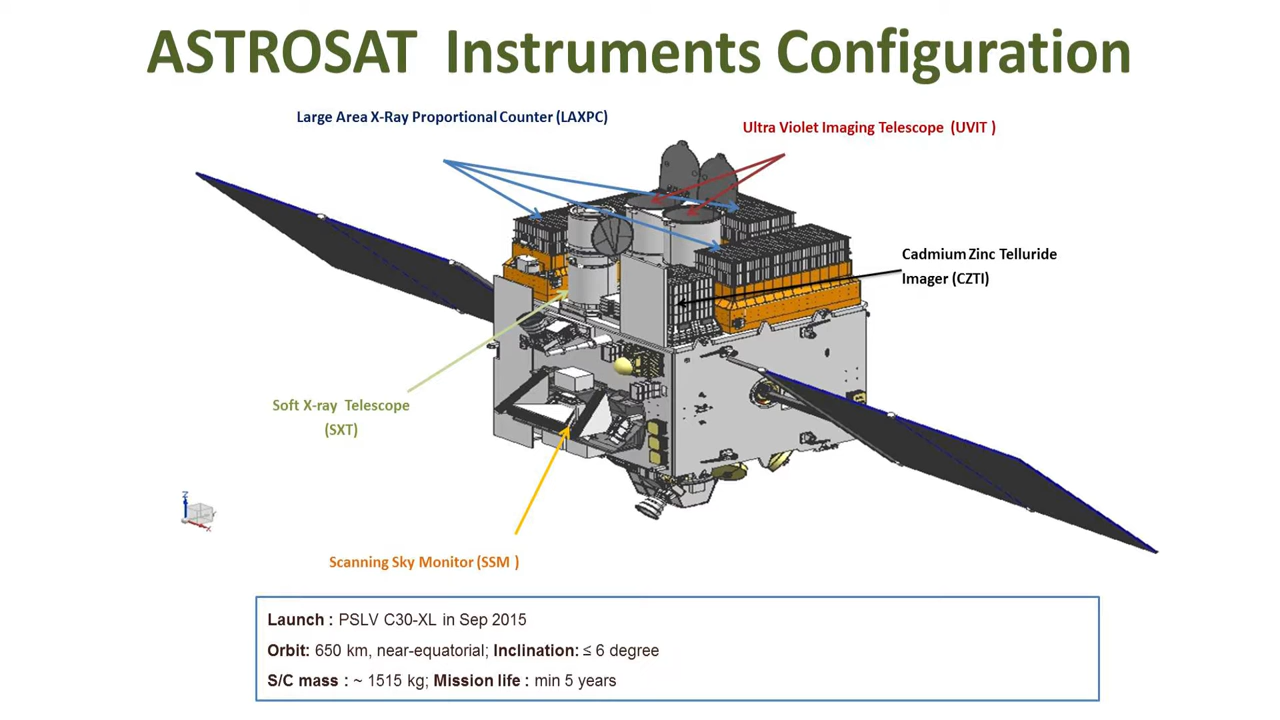 ASTROSAT Instruments Configuration
Large Area X-Ray Proportional Counter (LAXPC)
Ultra Violet Imaging Telescope (UVIT )
Cadmium Zinc Telluride
Imager (CZTI)
Soft X-ray Telescope
(SXT)
Z
Y
X
Scanning Sky Monitor (SSM )
Launch : PSLV C30-XL in Sep 2015
Orbit: 650 km, near-equatorial; Inclination: ≤ 6 degree
S/C mass : ~ 1515 kg; Mission life : min 5 years